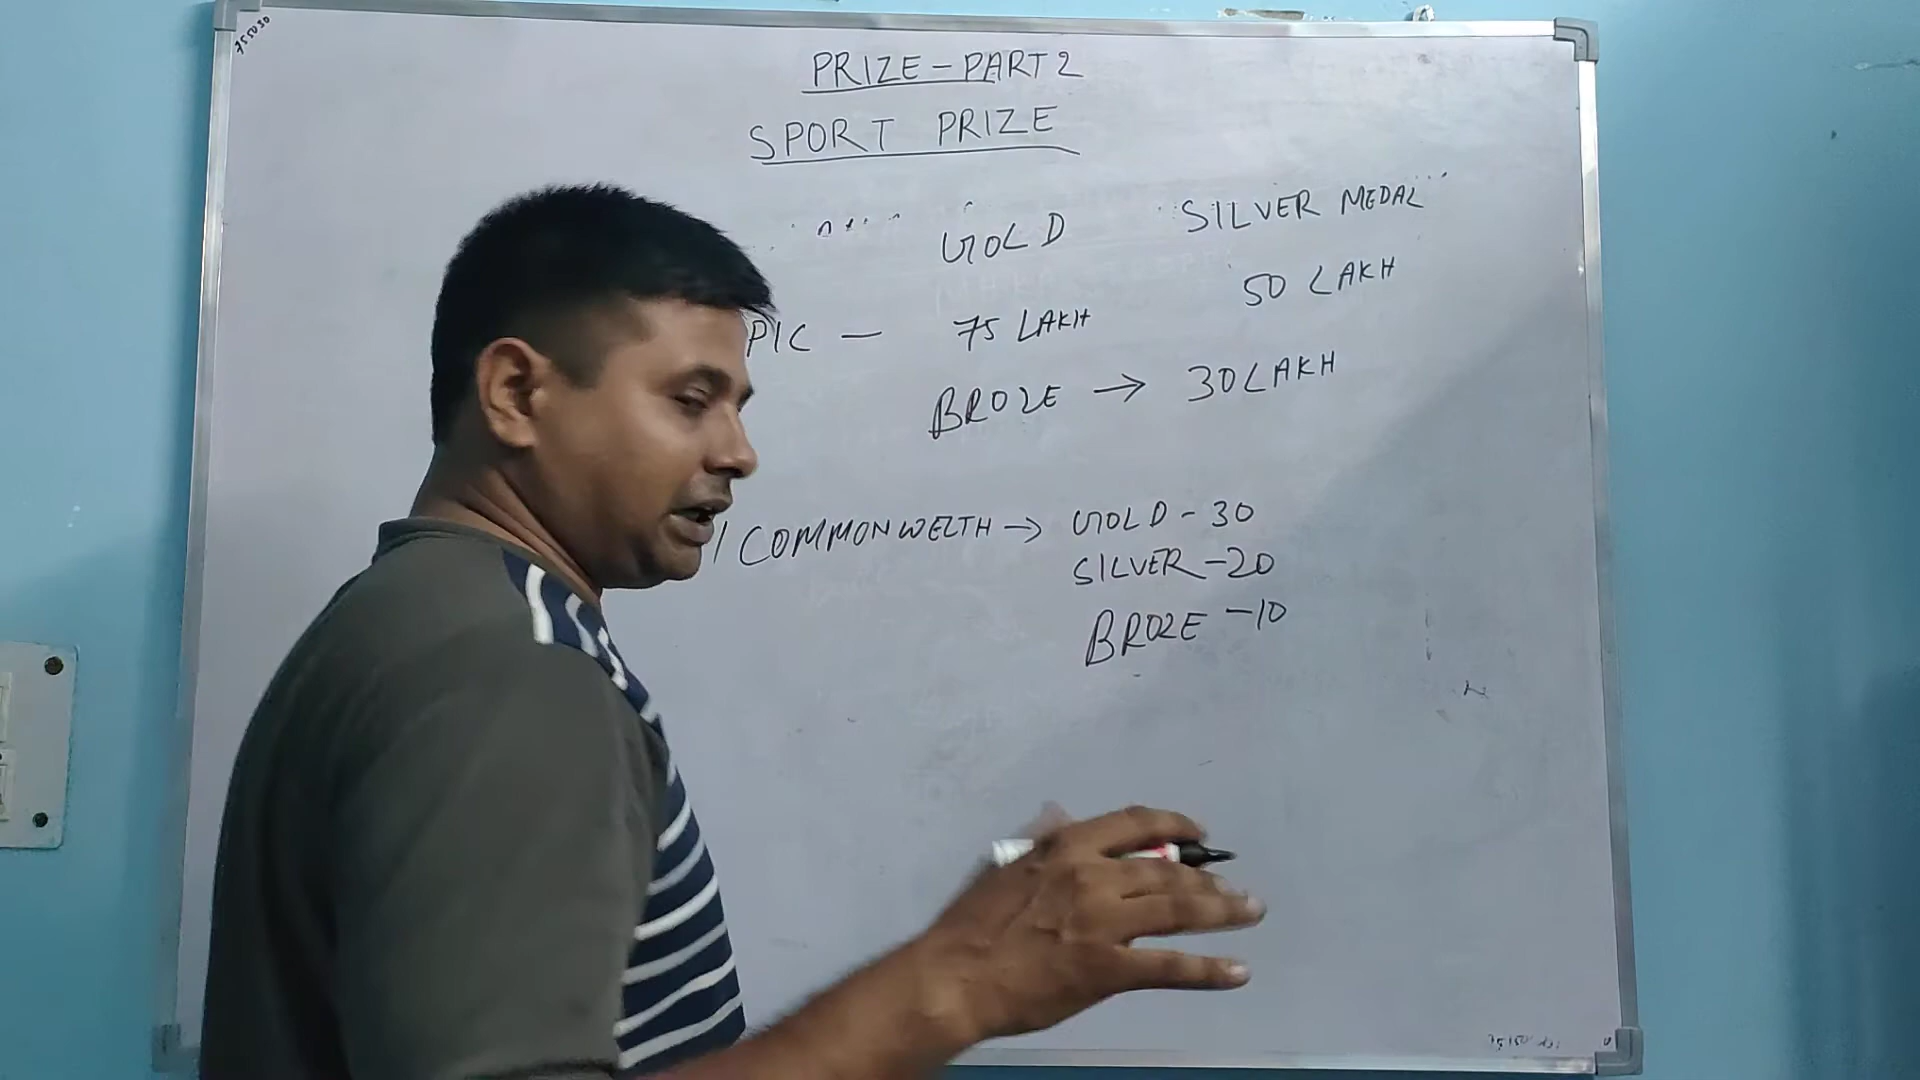 755030
PRIZE - PART 2
SPORT PRIZE
GOLD SILVER MEDAL
PIC — 75 LAKH 50 LAKH
BROZE → 30 LAKH
/ COMMONWELTH → GOLD - 30
SILVER - 20
BROZE - 10